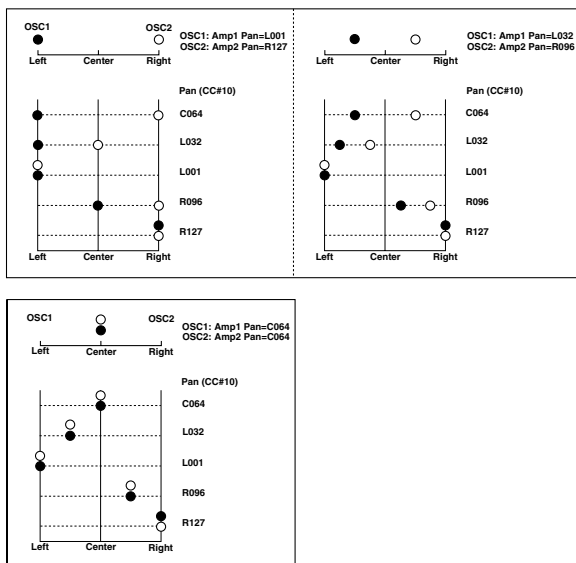 OSC1 OSC2
OSC1: Amp1 Pan=L001
OSC2: Amp2 Pan=R127
Left Center Right
Pan (CC#10)
C064
L032
L001
R096
R127
Left Center Right
OSC1: Amp1 Pan=L032
OSC2: Amp2 Pan=R096
Left Center Right
Pan (CC#10)
C064
L032
L001
R096
R127
Left Center Right
OSC1 OSC2
OSC1: Amp1 Pan=C064
OSC2: Amp2 Pan=C064
Left Center Right
Pan (CC#10)
C064
L032
L001
R096
R127
Left Center Right